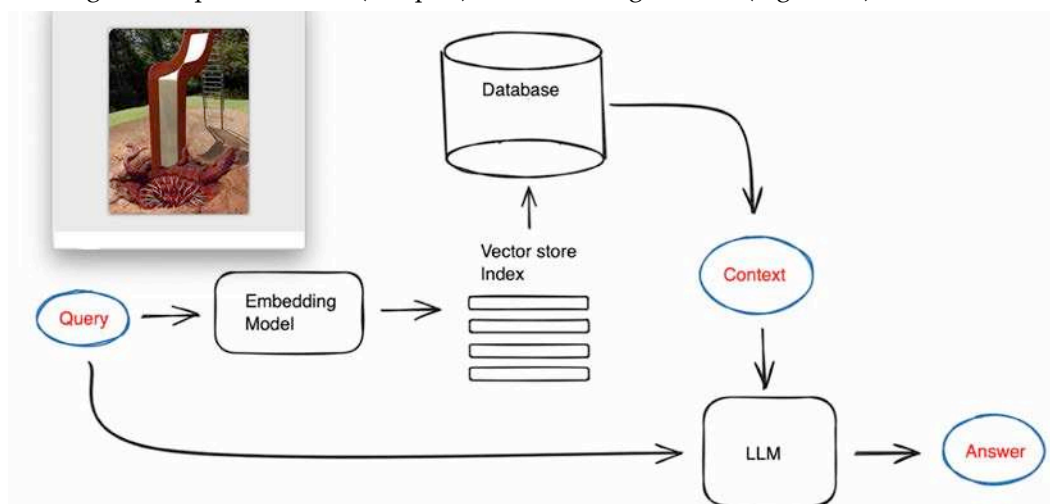 Database
Vector store
Index
Context
Query
Embedding
Model
LLM
Answer